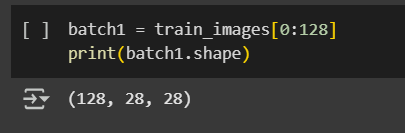 [ ] batch1 = train_images[0:128]
print(batch1.shape)
(128, 28, 28)